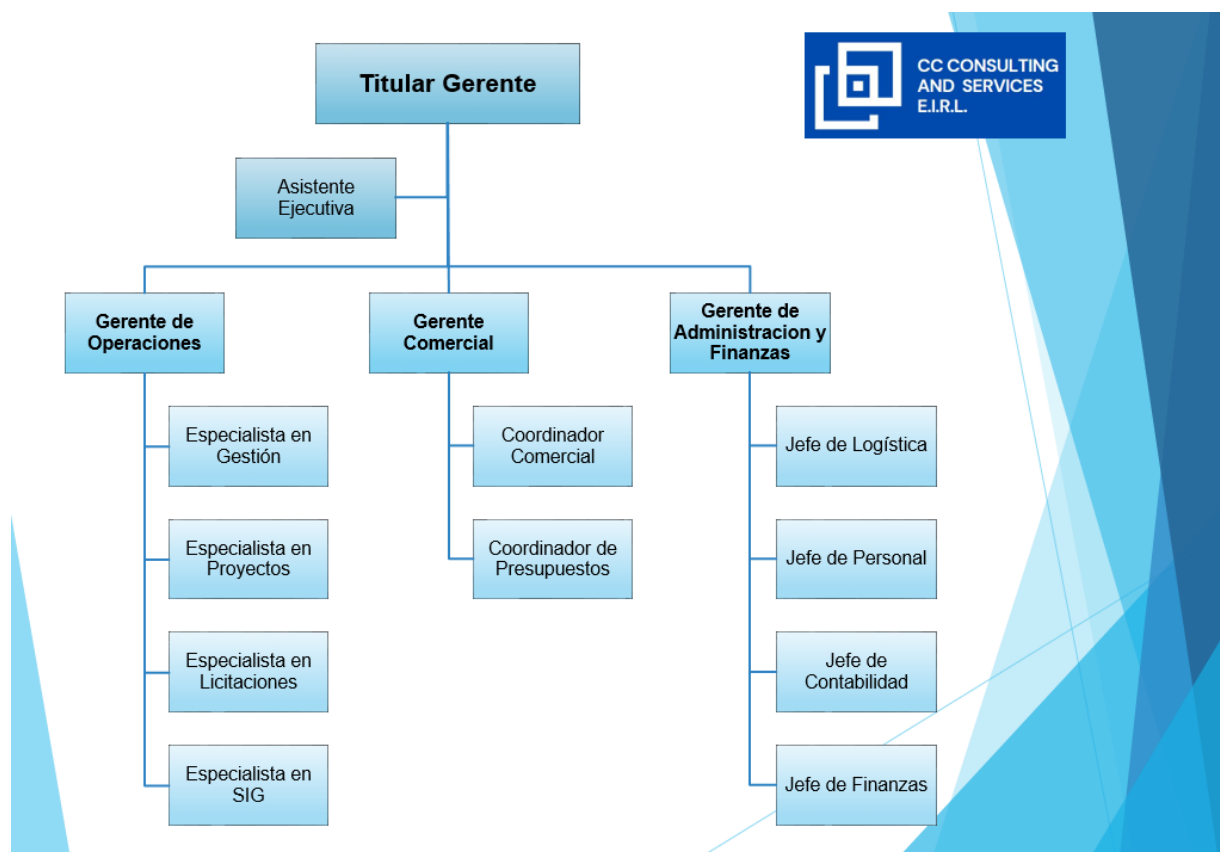 Titular Gerente
CC CONSULTING
AND SERVICES
E.I.R.L.
Asistente
Ejecutiva
Gerente de
Operaciones
Gerente
Comercial
Gerente de
Administracion y
Finanzas
Especialista en
Gestión
Especialista en
Proyectos
Especialista en
Licitaciones
Especialista en
SIG
Coordinador
Comercial
Coordinador de
Presupuestos
Jefe de Logística
Jefe de Personal
Jefe de
Contabilidad
Jefe de Finanzas